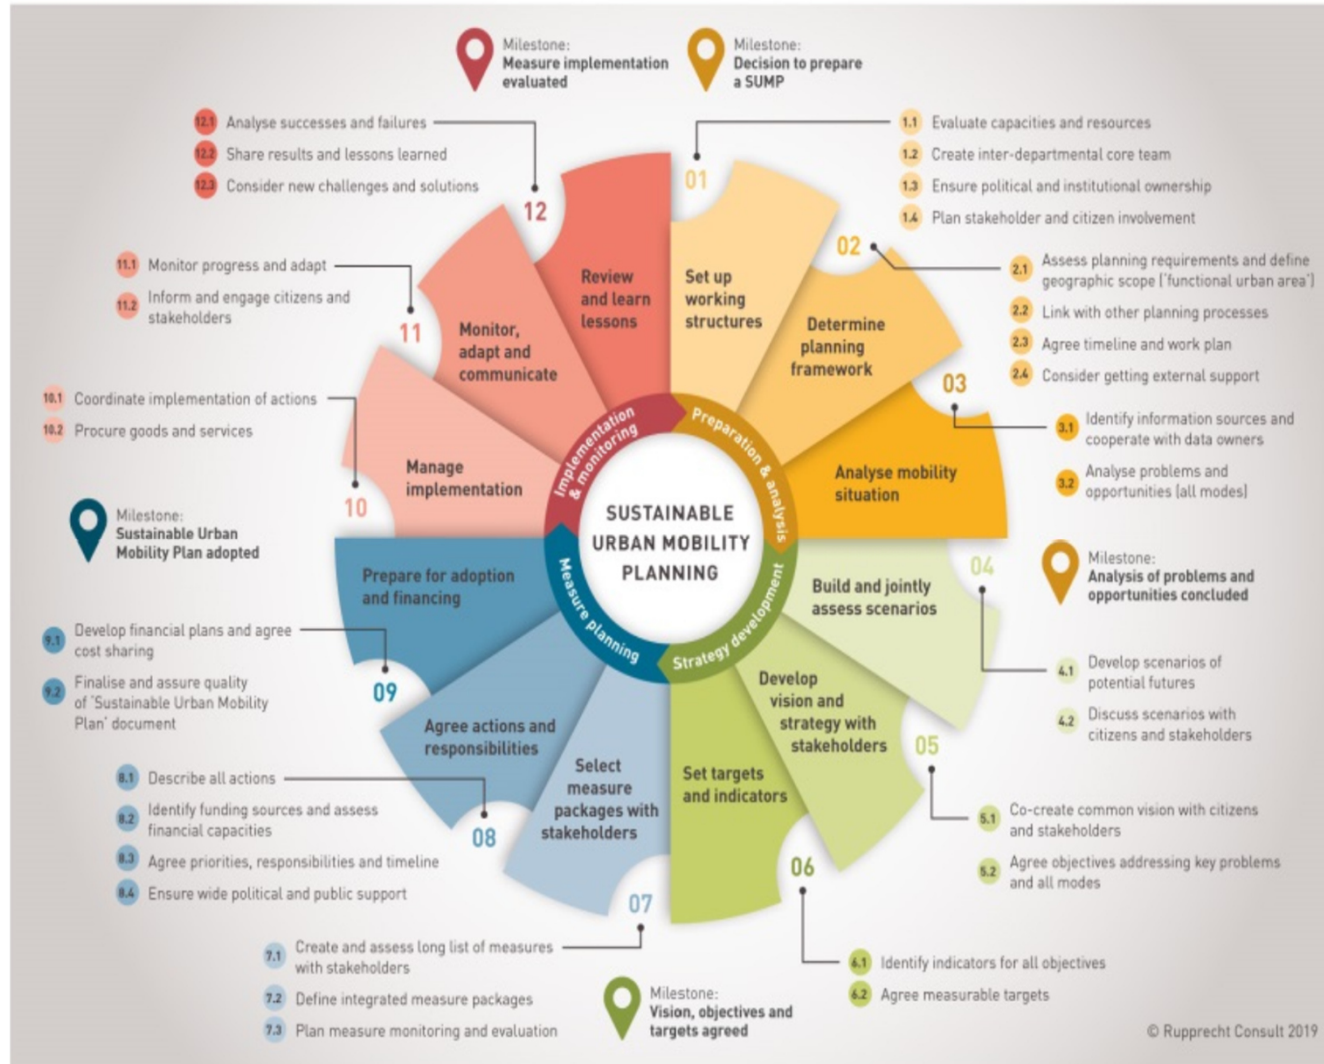 Milestone:
Measure implementation
evaluated
Milestone:
Decision to prepare
a SUMP
12.1 Analyse successes and failures
12.2 Share results and lessons learned
12.3 Consider new challenges and solutions
1.1 Evaluate capacities and resources
1.2 Create inter-departmental core team
1.3 Ensure political and institutional ownership
1.4 Plan stakeholder and citizen involvement
11.1 Monitor progress and adapt
11.2 Inform and engage citizens and
stakeholders
2.1 Assess planning requirements and define
geographic scope ('functional urban area')
2.2 Link with other planning processes
2.3 Agree timeline and work plan
2.4 Consider getting external support
10.1 Coordinate implementation of actions
10.2 Procure goods and services
3.1 Identify information sources and
cooperate with data owners
3.2 Analyse problems and
opportunities (all modes)
Milestone:
Sustainable Urban
Mobility Plan adopted
Milestone:
Analysis of problems and
opportunities concluded
01
Set up
working
structures
02
Determine
planning
framework
03
Analyse mobility
situation
04
Build and jointly
assess scenarios
05
Develop
vision and
strategy with
stakeholders
06
Set targets
and indicators
07
Select
measure
packages with
stakeholders
08
Agree actions and
responsibilities
09
Prepare for adoption
and financing
10
Manage
implementation
11
Monitor,
adapt and
communicate
12
Review
and learn
lessons
Preparation & analysis
Strategy development
Measure planning
Implementation
& monitoring
SUSTAINABLE
URBAN MOBILITY
PLANNING
9.1 Develop financial plans and agree
cost sharing
9.2 Finalise and assure quality
of 'Sustainable Urban Mobility
Plan' document
4.1 Develop scenarios of
potential futures
4.2 Discuss scenarios with
citizens and stakeholders
8.1 Describe all actions
8.2 Identify funding sources and assess
financial capacities
8.3 Agree priorities, responsibilities and timeline
8.4 Ensure wide political and public support
5.1 Co-create common vision with citizens
and stakeholders
5.2 Agree objectives addressing key problems
and all modes
7.1 Create and assess long list of measures
with stakeholders
7.2 Define integrated measure packages
7.3 Plan measure monitoring and evaluation
Milestone:
Vision, objectives and
targets agreed
6.1 Identify indicators for all objectives
6.2 Agree measurable targets
© Rupprecht Consult 2019